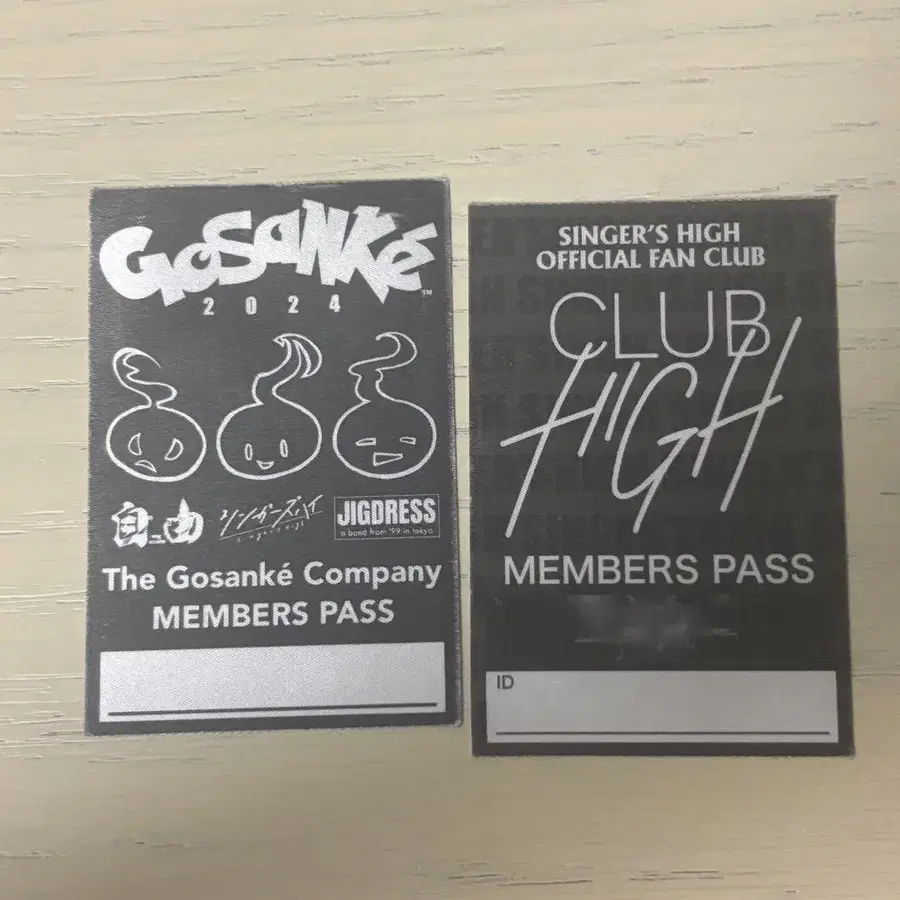 GOSANKÉ™
2024
自由
シンガーズハイ
JIGDRESS
a band from '99 in tokyo
The Gosanké Company
MEMBERS PASS
SINGER'S HIGH
OFFICIAL FAN CLUB
CLUB
HIGH
MEMBERS PASS
ID